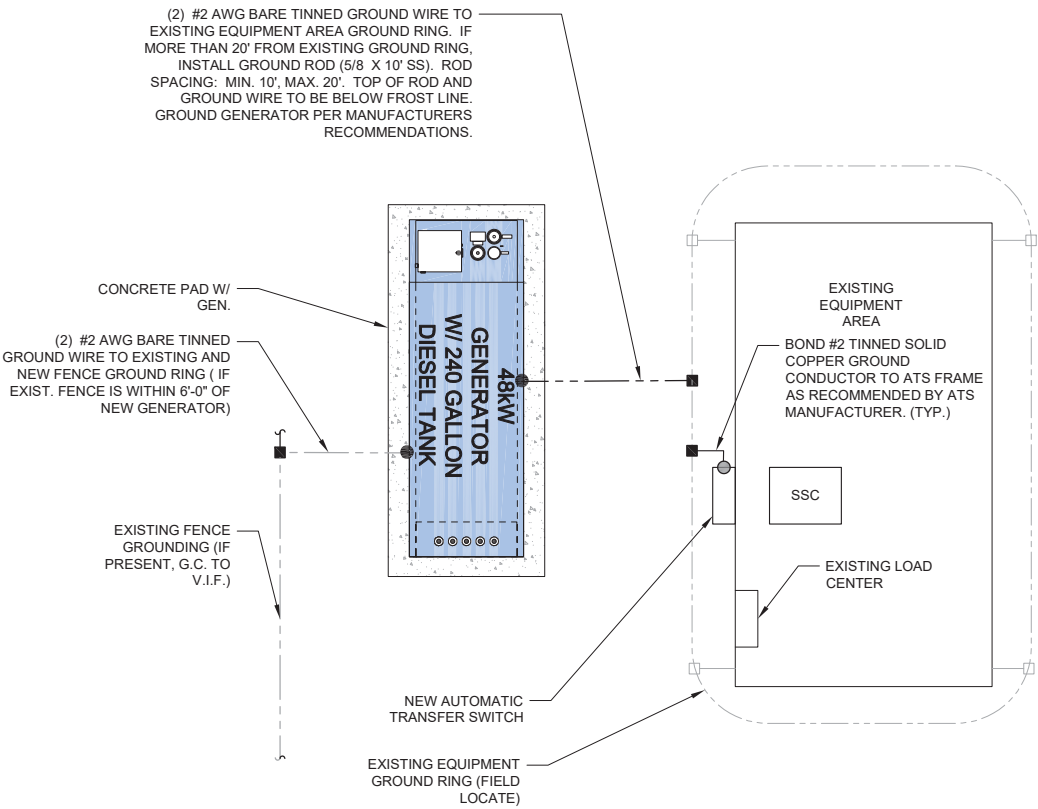 (2) #2 AWG BARE TINNED GROUND WIRE TO
EXISTING EQUIPMENT AREA GROUND RING. IF
MORE THAN 20' FROM EXISTING GROUND RING,
INSTALL GROUND ROD (5/8 X 10' SS). ROD
SPACING: MIN. 10', MAX. 20'. TOP OF ROD AND
GROUND WIRE TO BE BELOW FROST LINE.
GROUND GENERATOR PER MANUFACTURERS
RECOMMENDATIONS.
CONCRETE PAD W/
GEN.
(2) #2 AWG BARE TINNED
GROUND WIRE TO EXISTING AND
NEW FENCE GROUND RING ( IF
EXIST. FENCE IS WITHIN 6'-0" OF
NEW GENERATOR)
EXISTING FENCE
GROUNDING (IF
PRESENT, G.C. TO
V.I.F.)
48kW
GENERATOR
W/ 240 GALLON
DIESEL TANK
EXISTING
EQUIPMENT
AREA
BOND #2 TINNED SOLID
COPPER GROUND
CONDUCTOR TO ATS FRAME
AS RECOMMENDED BY ATS
MANUFACTURER. (TYP.)
SSC
EXISTING LOAD
CENTER
NEW AUTOMATIC
TRANSFER SWITCH
EXISTING EQUIPMENT
GROUND RING (FIELD
LOCATE)